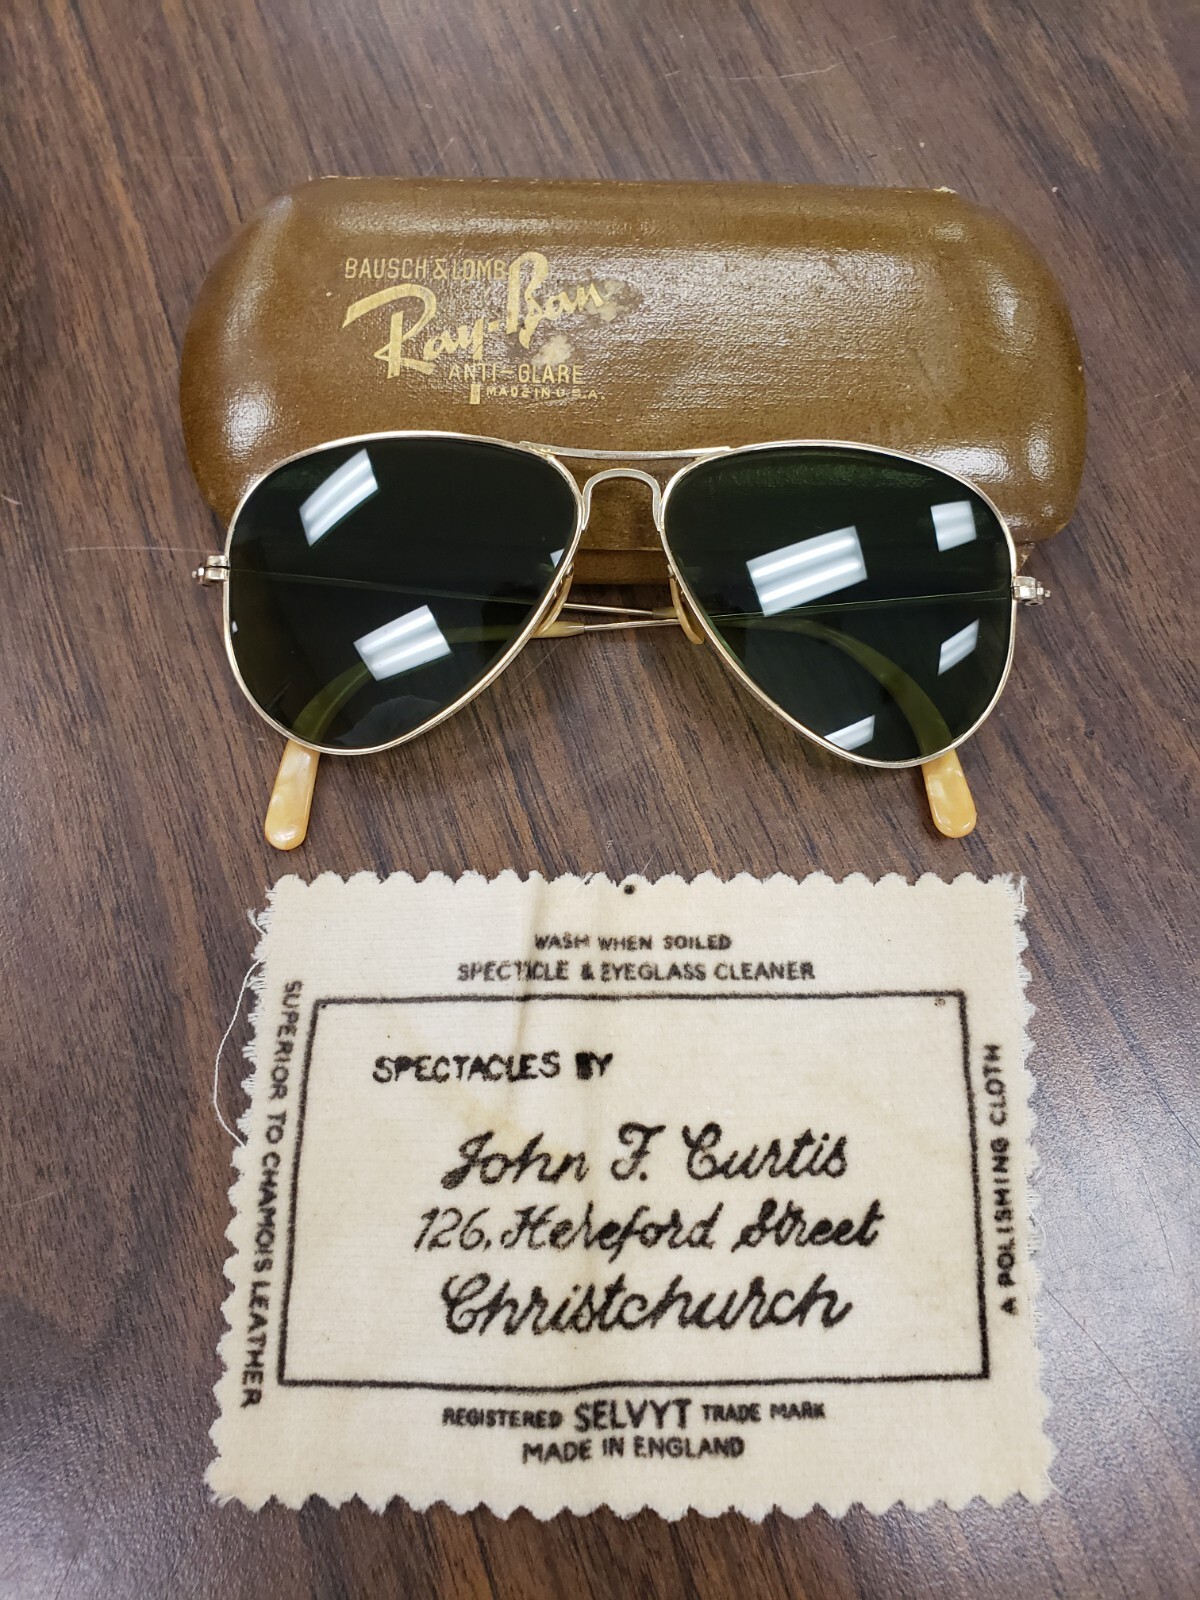 BAUSCH & LOMB
Ray-Ban
ANTI-GLARE
MADE IN U.S.A.
WASH WHEN SOILED
SPECTICLE & EYEGLASS CLEANER
SUPERIOR TO CHAMOIS LEATHER
SPECTACLES BY
John F. Curtis
126, Hereford Street
Christchurch
A POLISHING CLOTH
REGISTERED SELVYT TRADE MARK
MADE IN ENGLAND